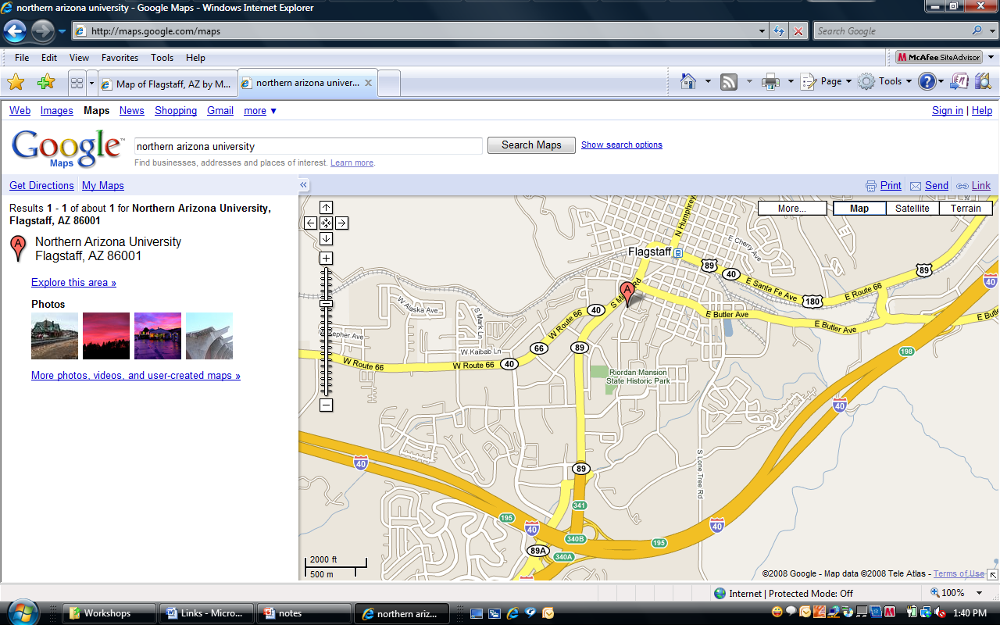 northern arizona university - Google Maps - Windows Internet Explorer
http://maps.google.com/maps
Search Google
File Edit View Favorites Tools Help
McAfee SiteAdvisor
Map of Flagstaff, AZ by M...
northern arizona univer...
Page Tools
Web Images Maps News Shopping Gmail more ▼
Sign in | Help
Google Maps
northern arizona university
Search Maps
Show search options
Find businesses, addresses and places of interest. Learn more.
Get Directions My Maps
Print Send Link
Results 1 - 1 of about 1 for Northern Arizona University,
Flagstaff, AZ 86001
A
Northern Arizona University
Flagstaff, AZ 86001
Explore this area »
Photos
More photos, videos, and user-created maps »
More... Map Satellite Terrain
N Humphreys
E Cherry Ave
Flagstaff
89
40
E Santa Fe Ave
180
E Route 66
89
40
A
W Route 66
40
E Butler Ave
E Butler Ave
E Butler
W Alaska Ave
S Mark Ln
W Kaibab Ln
66
89
W Route 66
W Route 66
40
198
Riordan Mansion
State Historic Park
40
S Lone Tree Rd
40
89
341
195
40
340B
195
40
89A
340A
2000 ft
500 m
©2008 Google - Map data ©2008 Tele Atlas - Terms of Use
Internet | Protected Mode: Off
100%
Workshops
Links - Micro...
notes
northern ariz...
1:40 PM